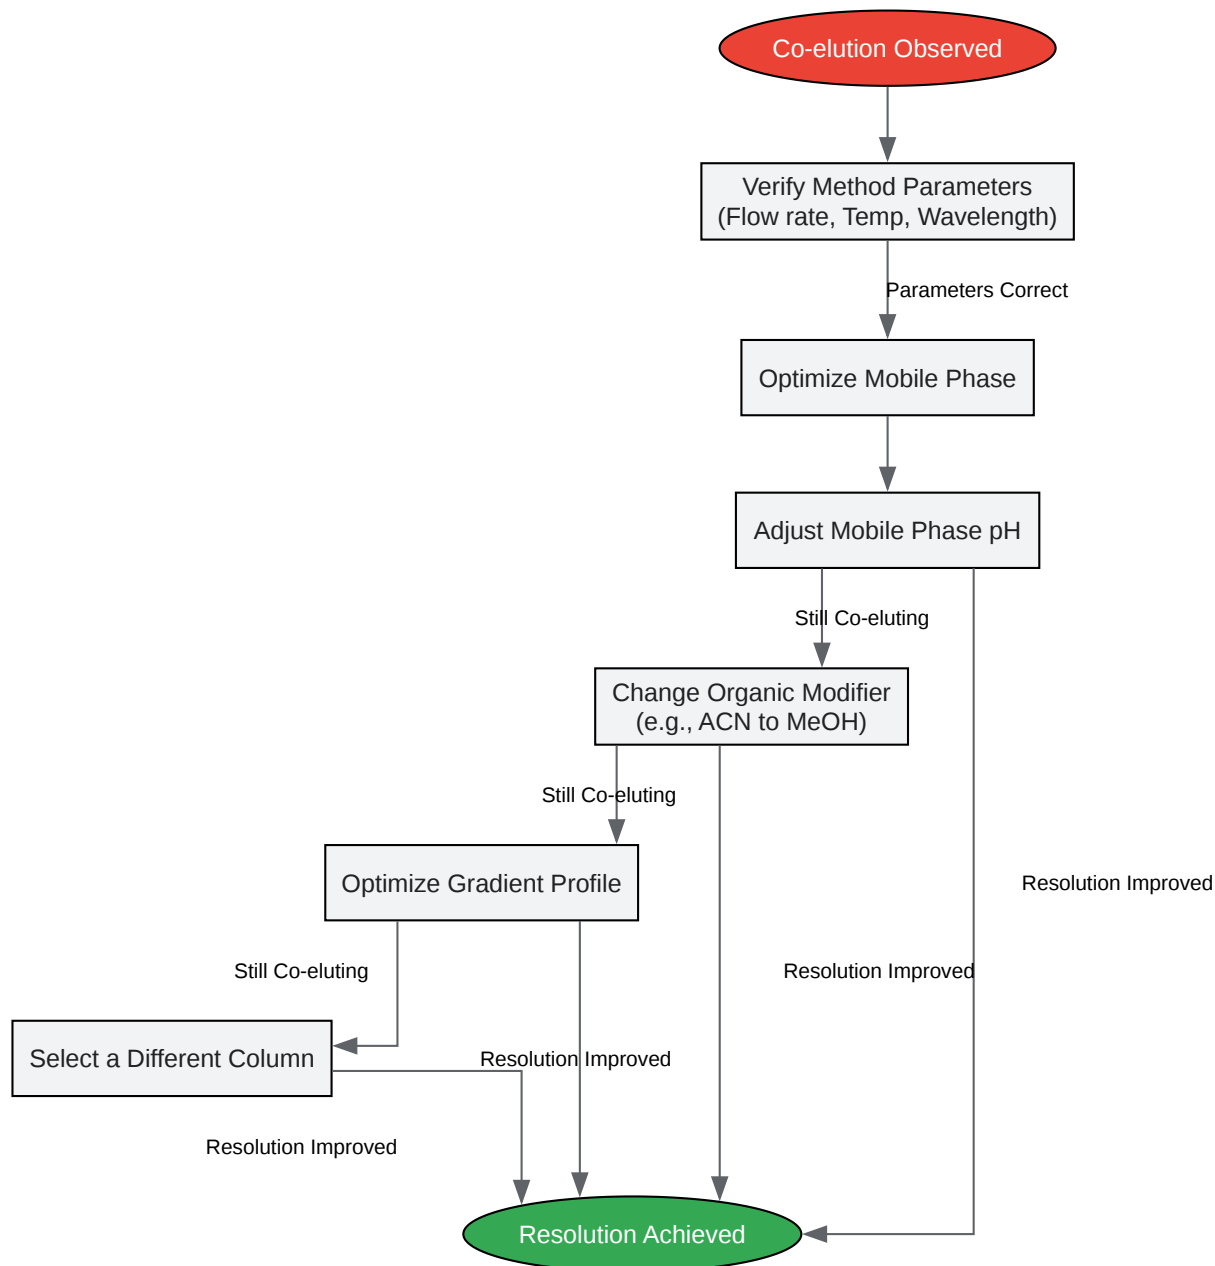 Co-elution Observed
Verify Method Parameters
(Flow rate, Temp, Wavelength)
Parameters Correct
Optimize Mobile Phase
Adjust Mobile Phase pH
Still Co-eluting
Change Organic Modifier
(e.g., ACN to MeOH)
Still Co-eluting
Optimize Gradient Profile
Resolution Improved
Still Co-eluting
Resolution Improved
Select a Different Column
Resolution Improved
Resolution Improved
Resolution Achieved